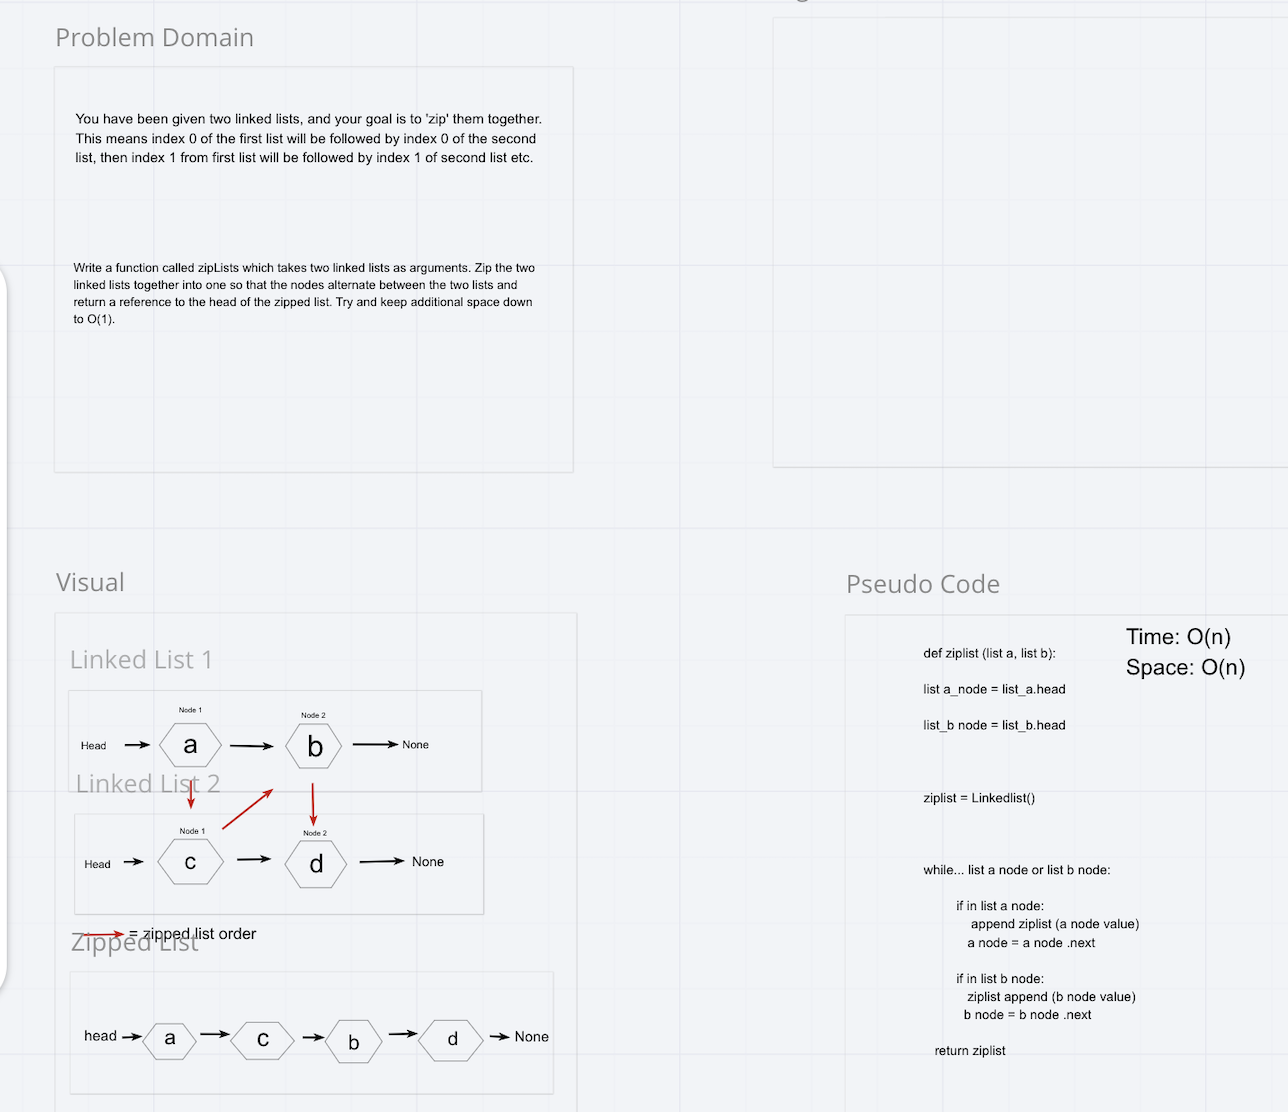 Problem Domain
You have been given two linked lists, and your goal is to 'zip' them together.
This means index 0 of the first list will be followed by index 0 of the second
list, then index 1 from first list will be followed by index 1 of second list etc.
Write a function called zipLists which takes two linked lists as arguments. Zip the two
linked lists together into one so that the nodes alternate between the two lists and
return a reference to the head of the zipped list. Try and keep additional space down
to O(1).
Visual
Linked List 1
Node 1
Node 2
Head
a
b
None
Linked List 2
Node 1
Node 2
Head
c
d
None
= zipped list order
Zipped List
head
a
c
b
d
None
Pseudo Code
Time: O(n)
Space: O(n)
def ziplist (list a, list b):
list a_node = list_a.head
list_b node = list_b.head
ziplist = Linkedlist()
while... list a node or list b node:
if in list a node:
append ziplist (a node value)
a node = a node .next
if in list b node:
ziplist append (b node value)
b node = b node .next
return ziplist